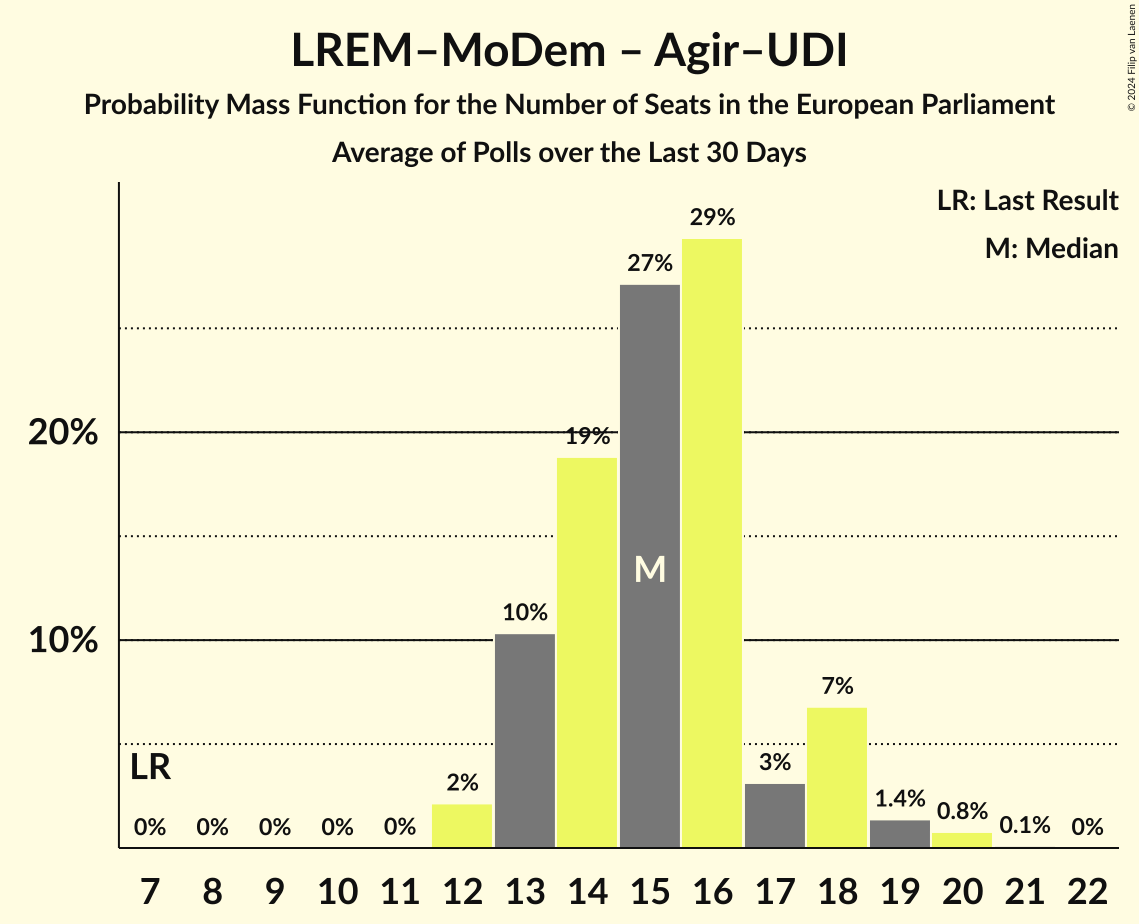 LREM–MoDem – Agir–UDI
Probability Mass Function for the Number of Seats in the European Parliament
Average of Polls over the Last 30 Days
© 2024 Filip van Laenen
LR: Last Result
M: Median
29%
27%
20%
19%
M
10%
10%
7%
LR
3%
2%
1.4%
0.8%
0% 0% 0% 0% 0% 0.1% 0%
7 8 9 10 11 12 13 14 15 16 17 18 19 20 21 22